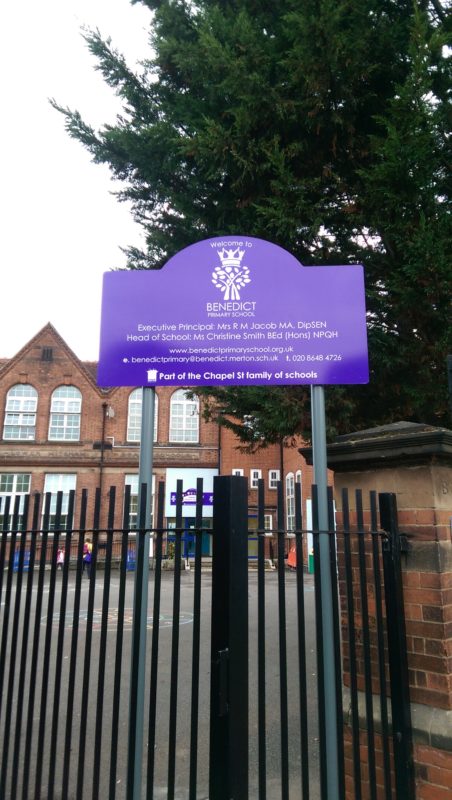 Welcome to
BENEDICT
PRIMARY SCHOOL
Executive Principal: Mrs R M Jacob MA, DipSEN
Head of School: Ms Christine Smith BEd (Hons) NPQH
www.benedictprimaryschool.org.uk
e. benedictprimary@benedict.merton.sch.uk t. 020 8648 4726
Part of the Chapel St family of schools